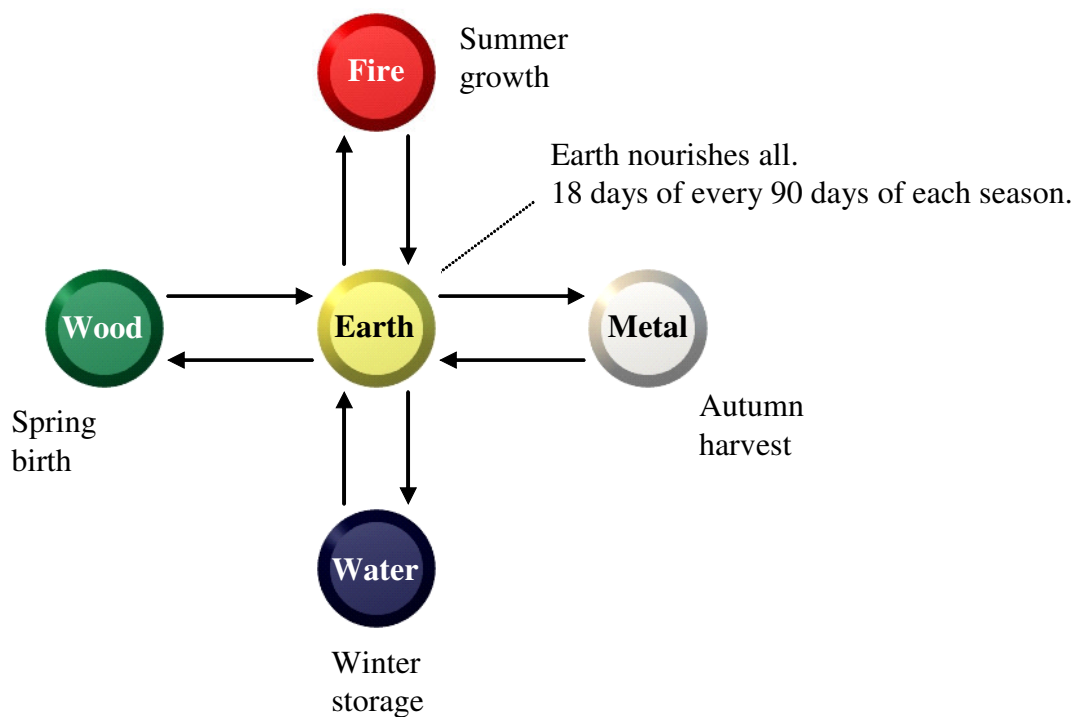 Fire
Summer
growth
Earth nourishes all.
18 days of every 90 days of each season.
Wood
Earth
Metal
Spring
birth
Autumn
harvest
Water
Winter
storage